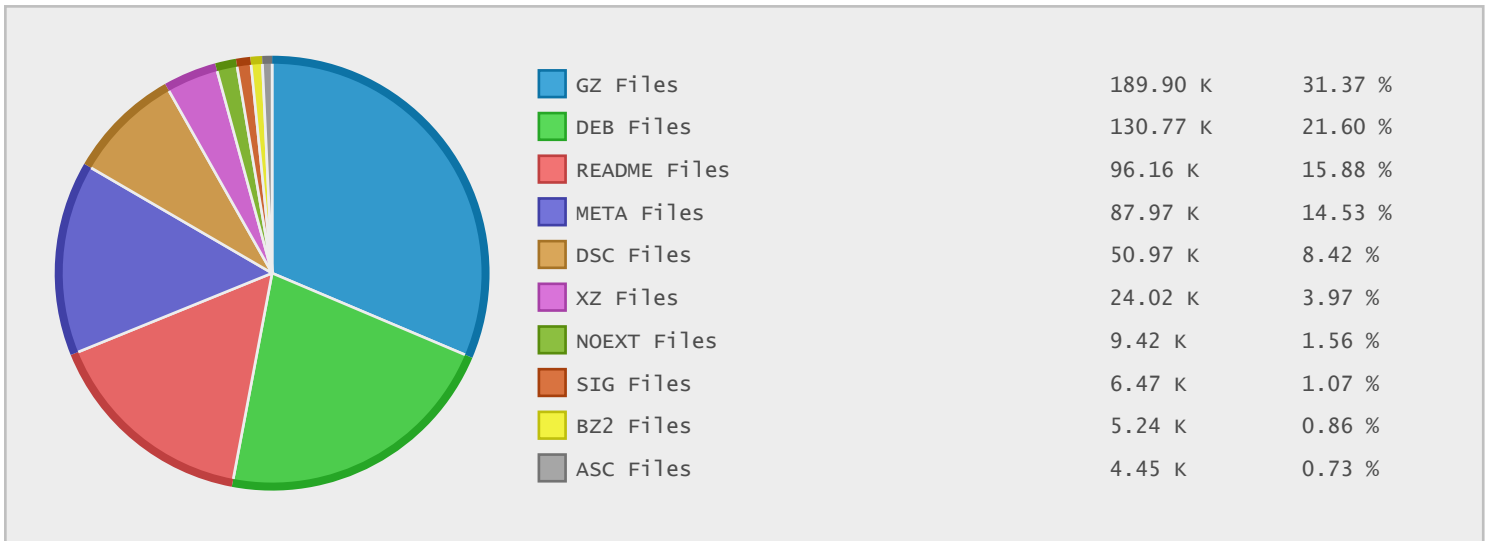 GZ Files 189.90 K 31.37 %
DEB Files 130.77 K 21.60 %
README Files 96.16 K 15.88 %
META Files 87.97 K 14.53 %
DSC Files 50.97 K 8.42 %
XZ Files 24.02 K 3.97 %
NOEXT Files 9.42 K 1.56 %
SIG Files 6.47 K 1.07 %
BZ2 Files 5.24 K 0.86 %
ASC Files 4.45 K 0.73 %